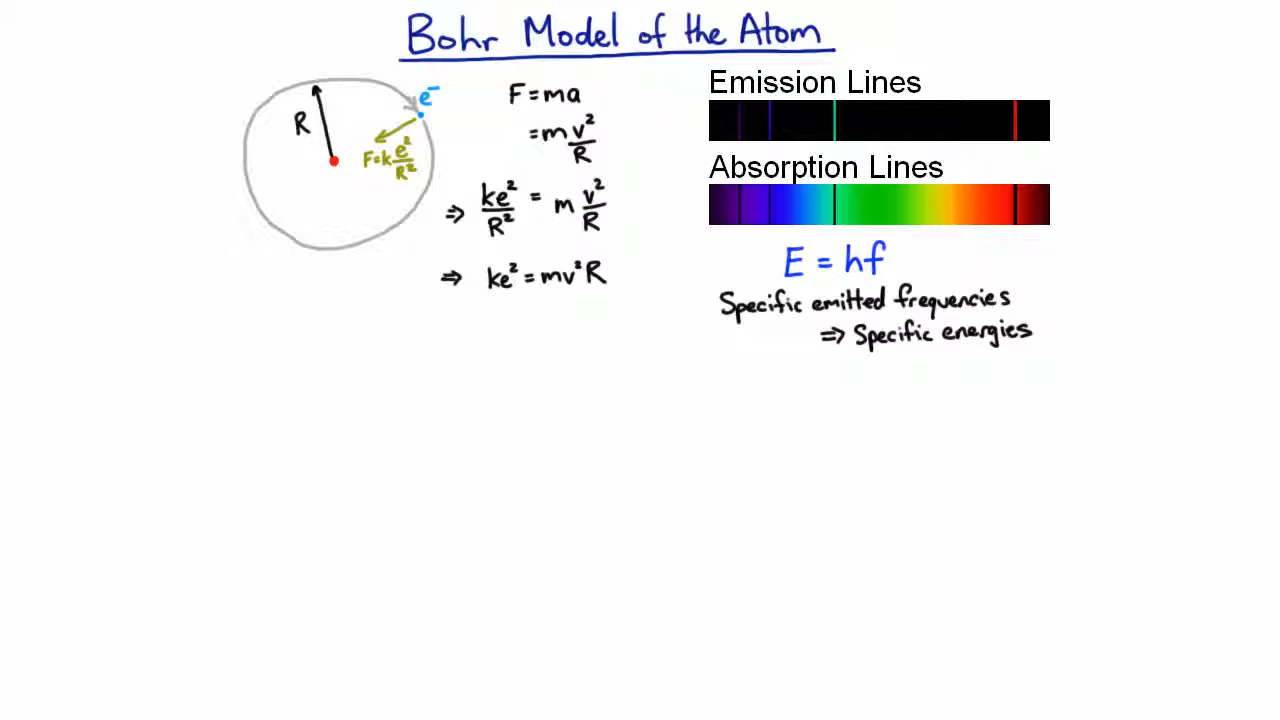 Bohr Model of the Atom
R
e⁻
F=k e²/R²
F=ma
=m v²/R
⇒ ke²/R² = m v²/R
⇒ ke² = mv²R
Emission Lines
Absorption Lines
E = hf
Specific emitted frequencies
⇒ Specific energies